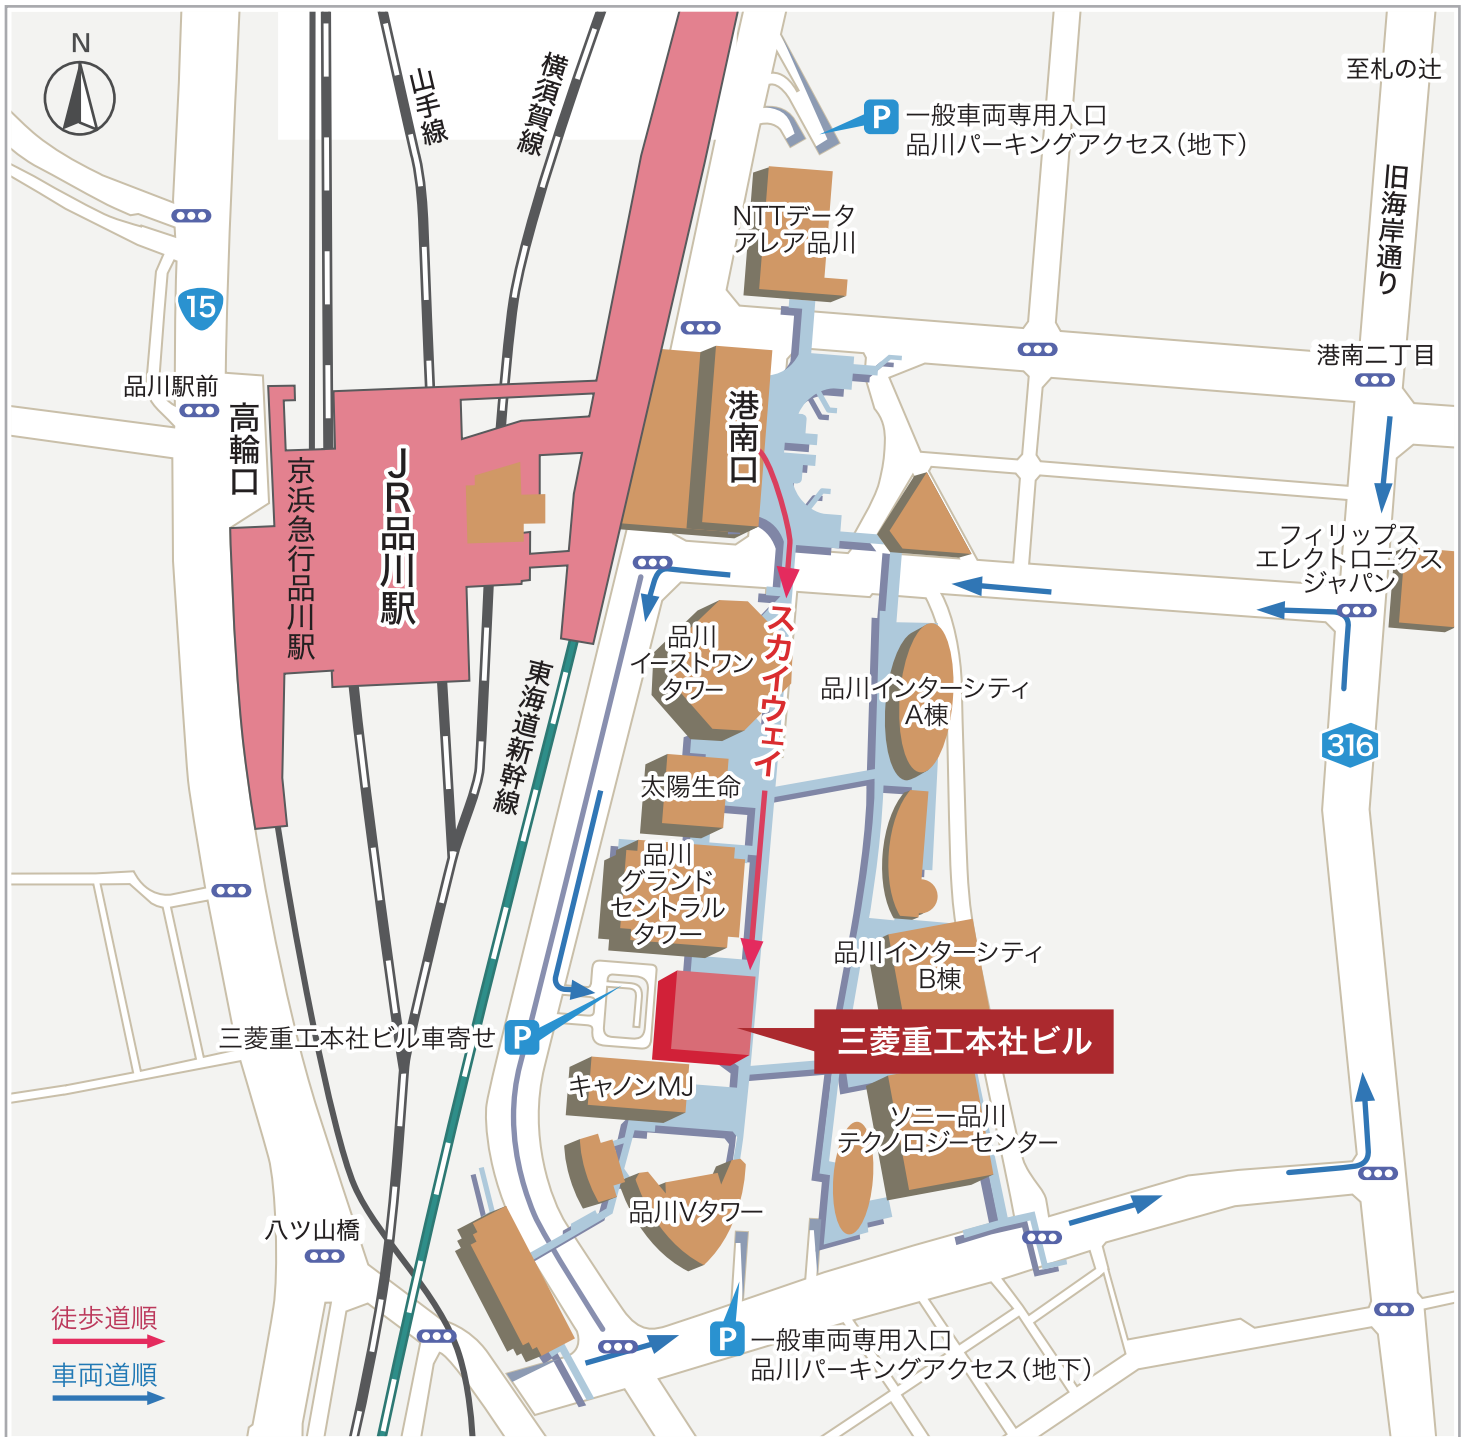 N
山手線
横須賀線
至札の辻
P 一般車両専用入口
品川パーキングアクセス(地下)
旧海岸通り
NTTデータ
アレア品川
15
港南二丁目
品川駅前
高輪口
港南口
京浜急行品川駅
JR品川駅
フィリップス
エレクトロニクス
ジャパン
スカイウェイ
品川
イーストワン
タワー
東海道新幹線
品川インターシティ
A棟
316
太陽生命
品川
グランド
セントラル
タワー
品川インターシティ
B棟
三菱重工本社ビル車寄せ P
三菱重工本社ビル
キャノンMJ
ソニー品川
テクノロジーセンター
品川Vタワー
八ツ山橋
徒歩道順
車両道順
P 一般車両専用入口
品川パーキングアクセス(地下)